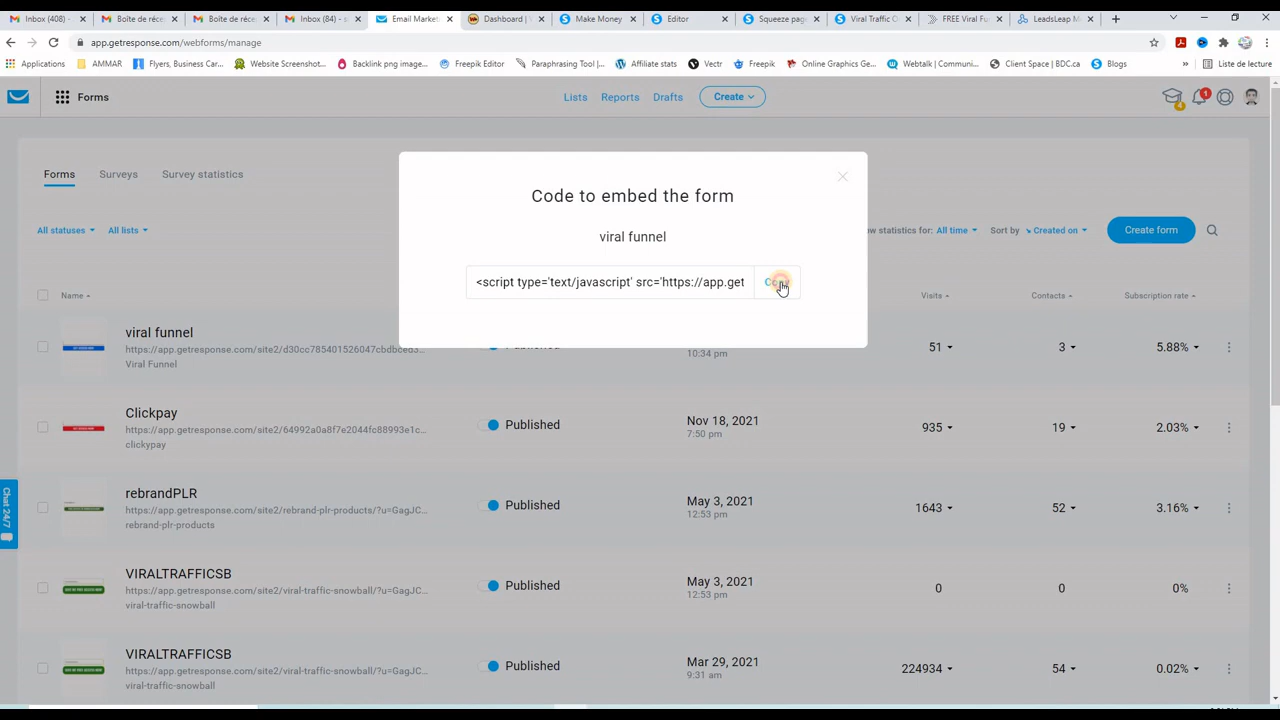 Inbox (408) -
Boîte de réce
Boîte de réce
Inbox (84) - s
Email Market
Dashboard | V
Make Money
Editor
Squeeze page
Viral Traffic O
FREE Viral Fu
LeadsLeap M
app.getresponse.com/webforms/manage
Applications
AMMAR
Flyers, Business Car...
Website Screenshot...
Backlink png image...
Freepik Editor
Paraphrasing Tool |...
Affiliate stats
Vectr
Freepik
Online Graphics Ge...
Webtalk | Communi...
Client Space | BDC.ca
Blogs
»
Liste de lecture
Forms
Lists
Reports
Drafts
Create
4
1
Forms
Surveys
Survey statistics
Code to embed the form
viral funnel
<script type='text/javascript' src='https://app.get
All statuses
All lists
statistics for: All time
Sort by
Created on
Create form
Name
Visits
Contacts
Subscription rate
viral funnel
https://app.getresponse.com/site2/d30cc785401526047cbdbced3...
Viral Funnel
Published
10:34 pm
51
3
5.88%
Clickpay
https://app.getresponse.com/site2/64992a0a8f7e2044fc88993e1c...
clickypay
Published
Nov 18, 2021
7:50 pm
935
19
2.03%
rebrandPLR
https://app.getresponse.com/site2/rebrand-plr-products/?u=GagJC...
rebrand-plr-products
Published
May 3, 2021
12:53 pm
1643
52
3.16%
VIRALTRAFFICSB
https://app.getresponse.com/site2/viral-traffic-snowball/?u=GagJC...
viral-traffic-snowball
Published
May 3, 2021
12:53 pm
0
0
0%
VIRALTRAFFICSB
https://app.getresponse.com/site2/viral-traffic-snowball/?u=GagJC...
viral-traffic-snowball
Published
Mar 29, 2021
9:31 am
224934
54
0.02%
Chat 24/7